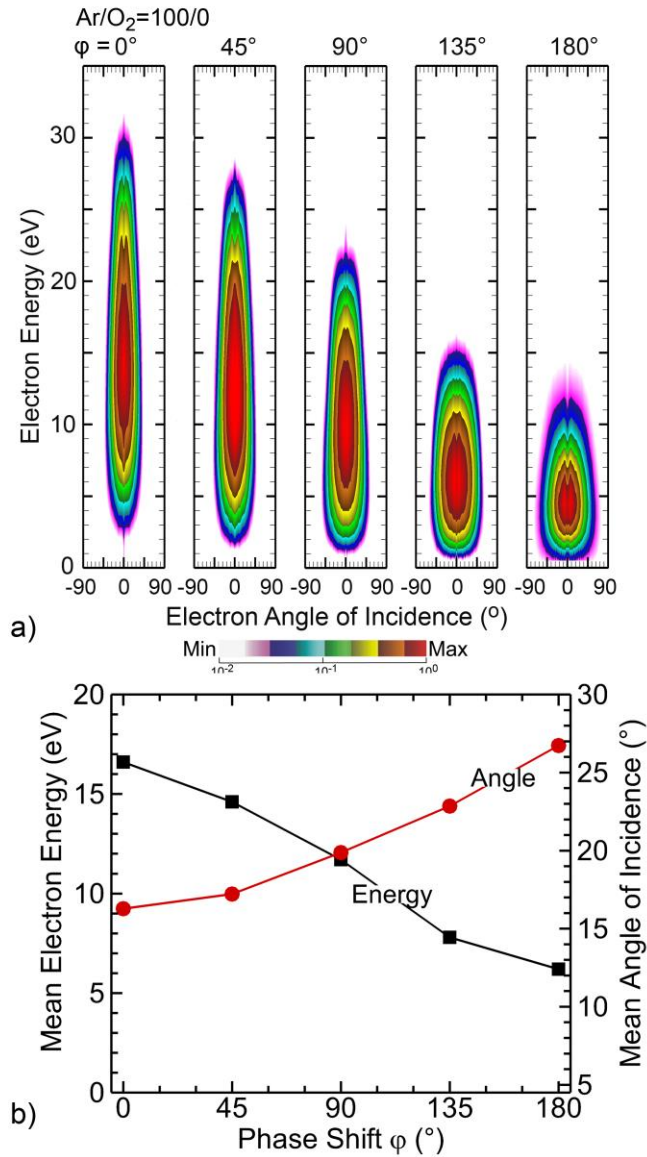 Ar/O2=100/0
φ = 0° 45° 90° 135° 180°
30
20
10
0
Electron Energy (eV)
-90 0 90 -90 0 90 -90 0 90 -90 0 90 -90 0 90
Electron Angle of Incidence (°)
a)
Min Max
10-2 10-1 100
20
15
10
5
0
Mean Electron Energy (eV)
Angle
Energy
30
25
20
15
10
5
Mean Angle of Incidence (°)
0 45 90 135 180
b)
Phase Shift φ (°)